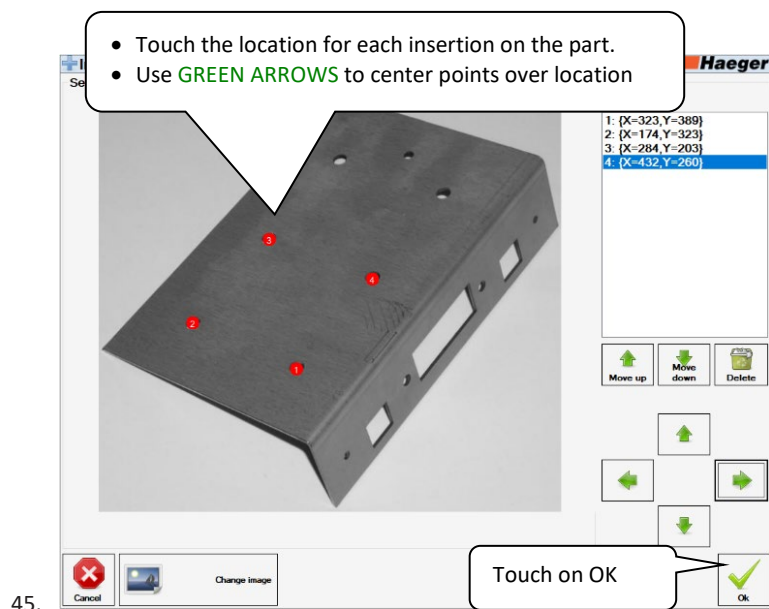 • Touch the location for each insertion on the part.
• Use GREEN ARROWS to center points over location
Haeger
Se
1: {X=323,Y=389}
2: {X=174,Y=323}
3: {X=284,Y=203}
4: {X=432,Y=260}
3
4
2
1
Move up
Move down
Delete
Cancel
Change image
Touch on OK
Ok
45.